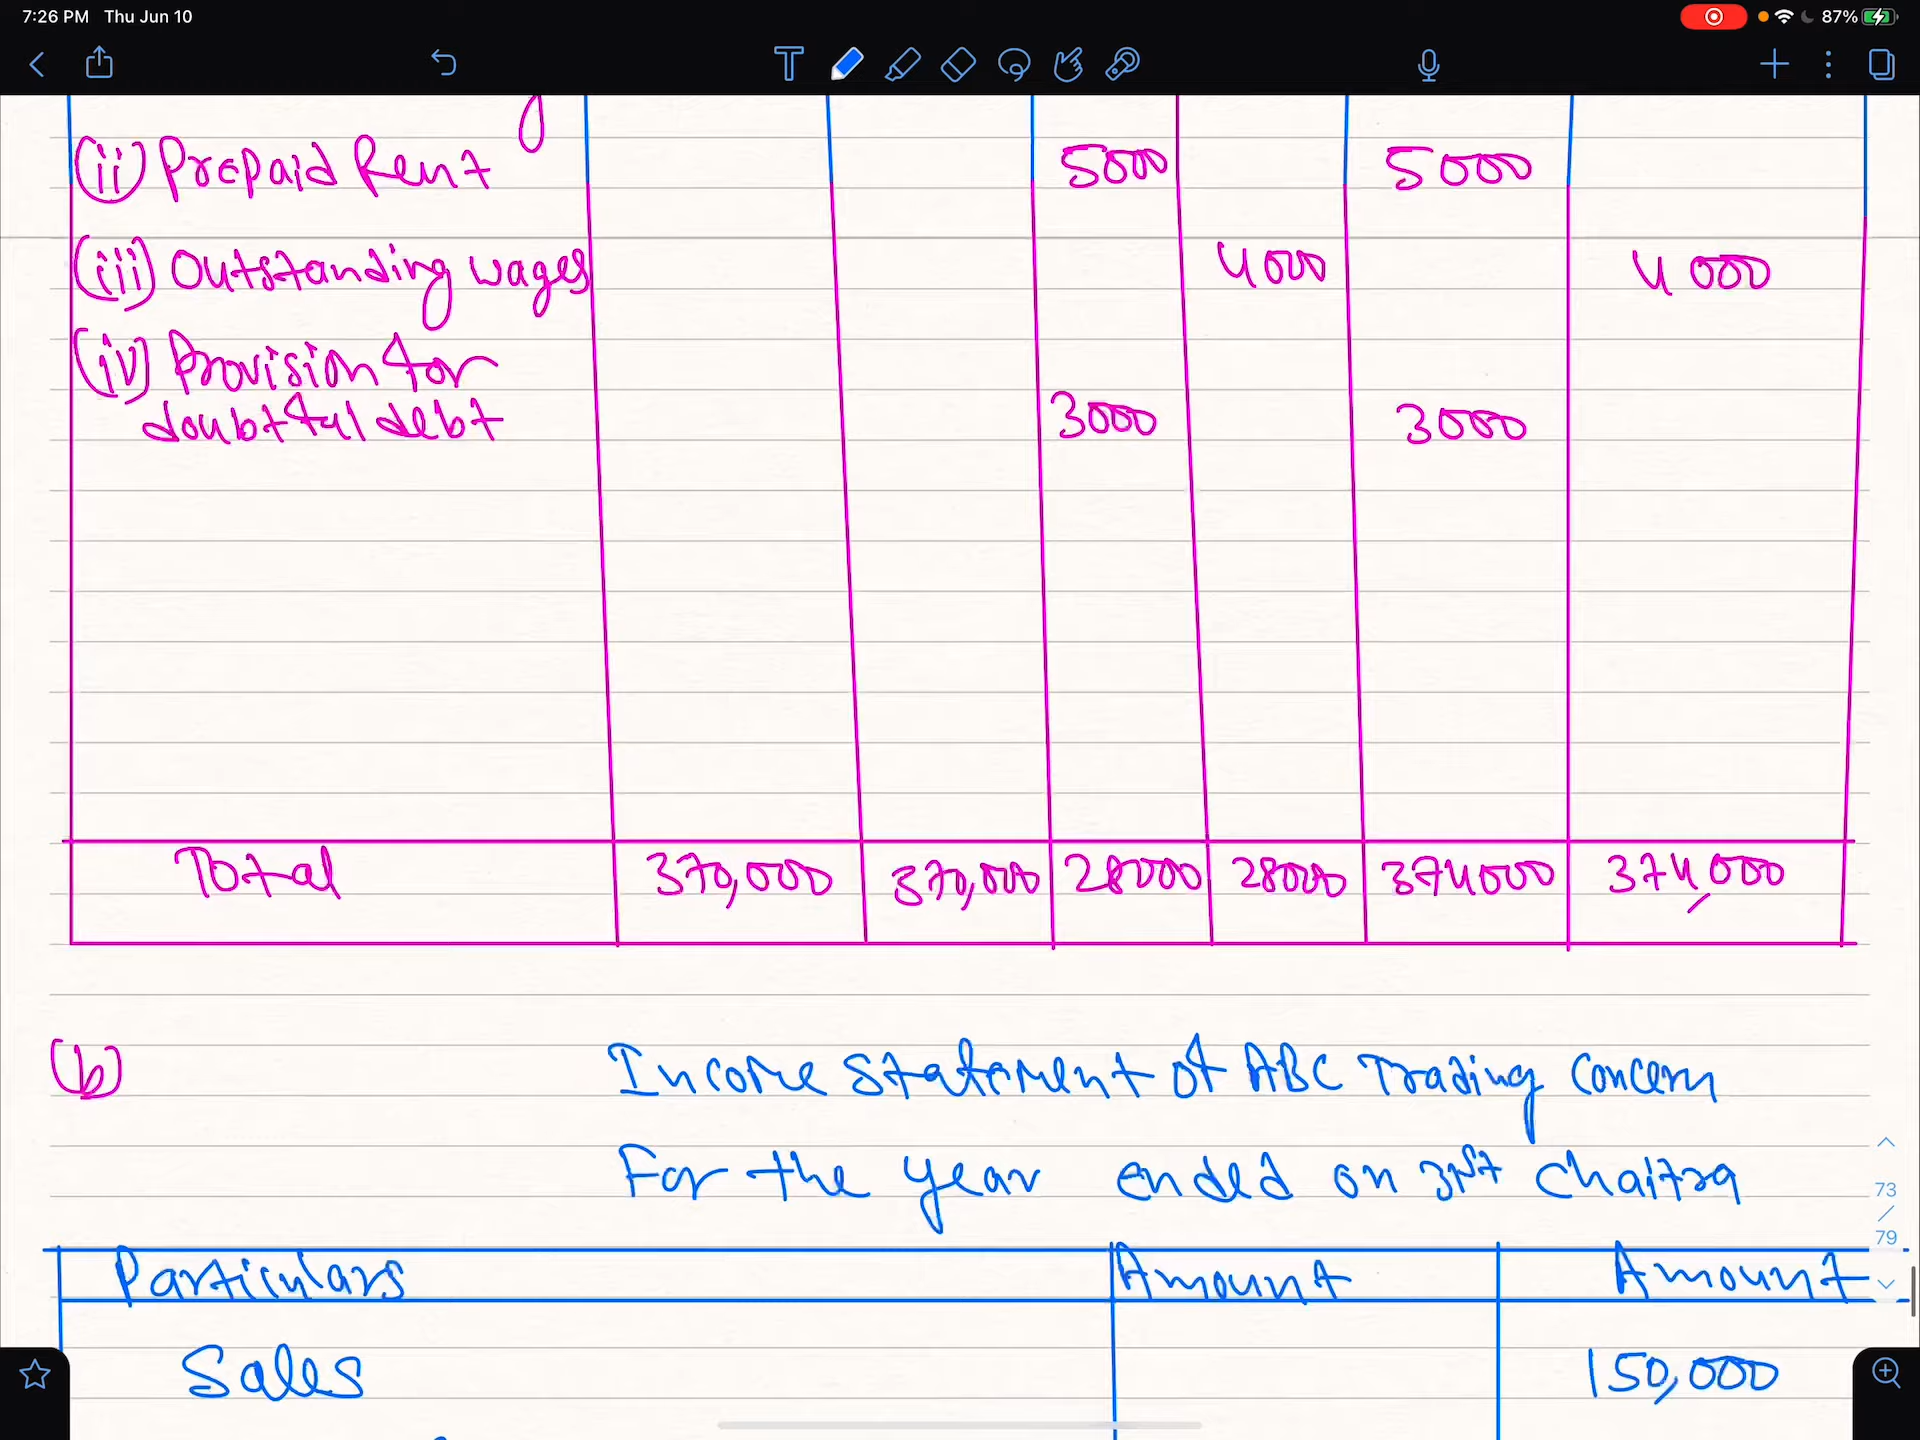 7:26 PM Thu Jun 10
87%
(ii) Prepaid Rent 5000 5000
(iii) Outstanding wages 4000 4000
(iv) Provision for
doubtful debt 3000 3000
Total 370,000 370,000 28000 28000 374000 374,000
(b) Income Statement of ABC Trading Concern
For the year ended on 31st Chaitra
73
/
79
Particulars Amount Amount
Sales 150,000